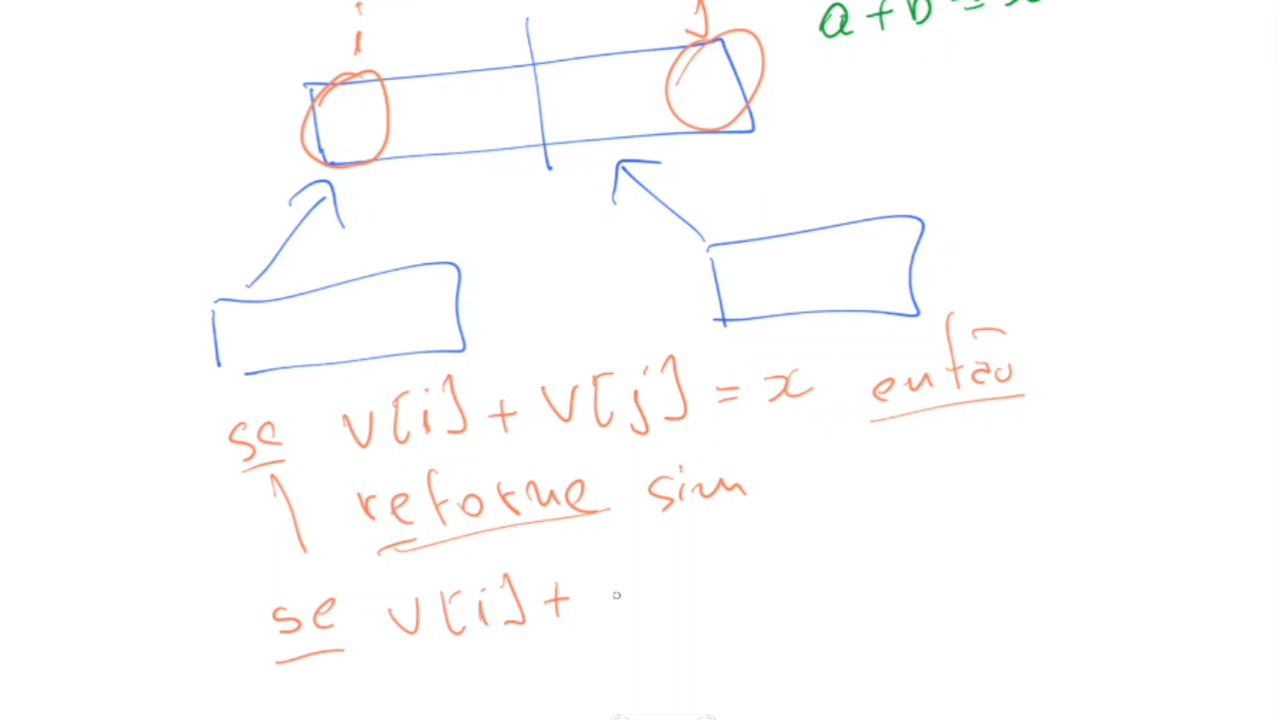 i j
a + b =
se v[i] + v[j] = x então
retorne sim
se v[i] +